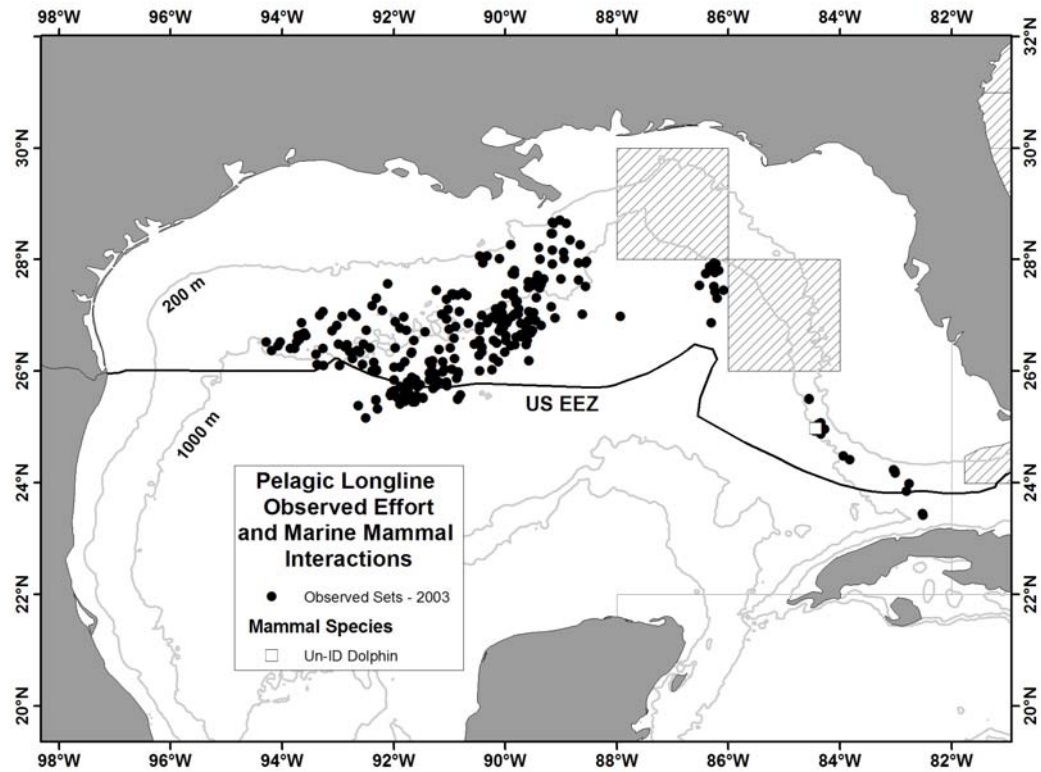 98°W 96°W 94°W 92°W 90°W 88°W 86°W 84°W 82°W
32°N
30°N 30°N
28°N 28°N
26°N 26°N
24°N 24°N
22°N 22°N
20°N 20°N
200 m
1000 m
US EEZ
Pelagic Longline
Observed Effort
and Marine Mammal
Interactions
Observed Sets - 2003
Mammal Species
Un-ID Dolphin
98°W 96°W 94°W 92°W 90°W 88°W 86°W 84°W 82°W